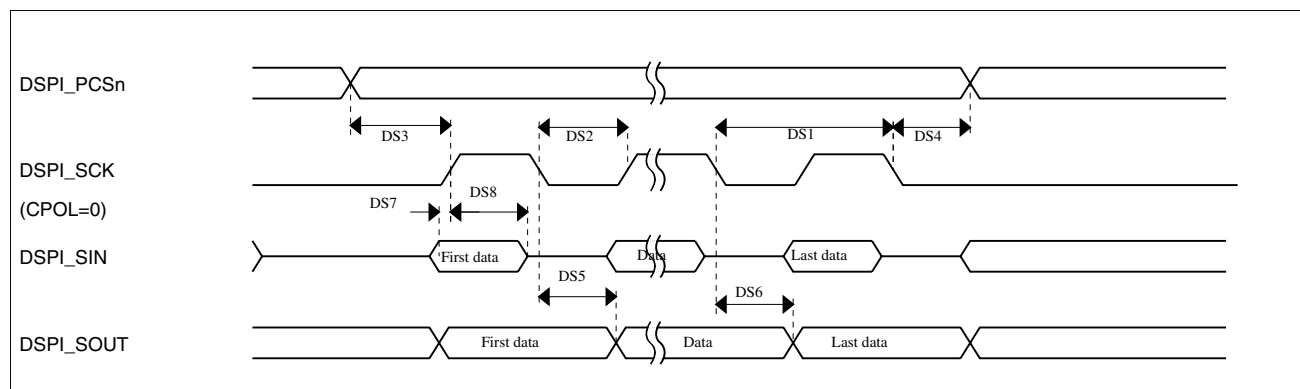 DSPI_PCSn
DS3
DS2
DS1
DS4
DSPI_SCK
(CPOL=0)
DS7
DS8
DSPI_SIN
First data
Data
Last data
DS5
DS6
DSPI_SOUT
First data
Data
Last data